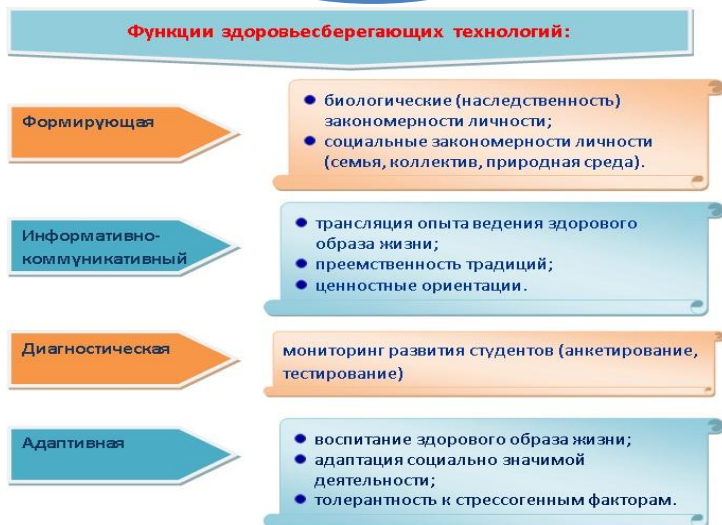 Функции здоровьесберегающих технологий:
Формирующая
● биологические (наследственность)
закономерности личности;
● социальные закономерности личности
(семья, коллектив, природная среда).
Информативно-
коммуникативный
● трансляция опыта ведения здорового
образа жизни;
● преемственность традиций;
● ценностные ориентации.
Диагностическая
мониторинг развития студентов (анкетирование,
тестирование)
Адаптивная
● воспитание здорового образа жизни;
● адаптация социально значимой
деятельности;
● толерантность к стрессогенным факторам.